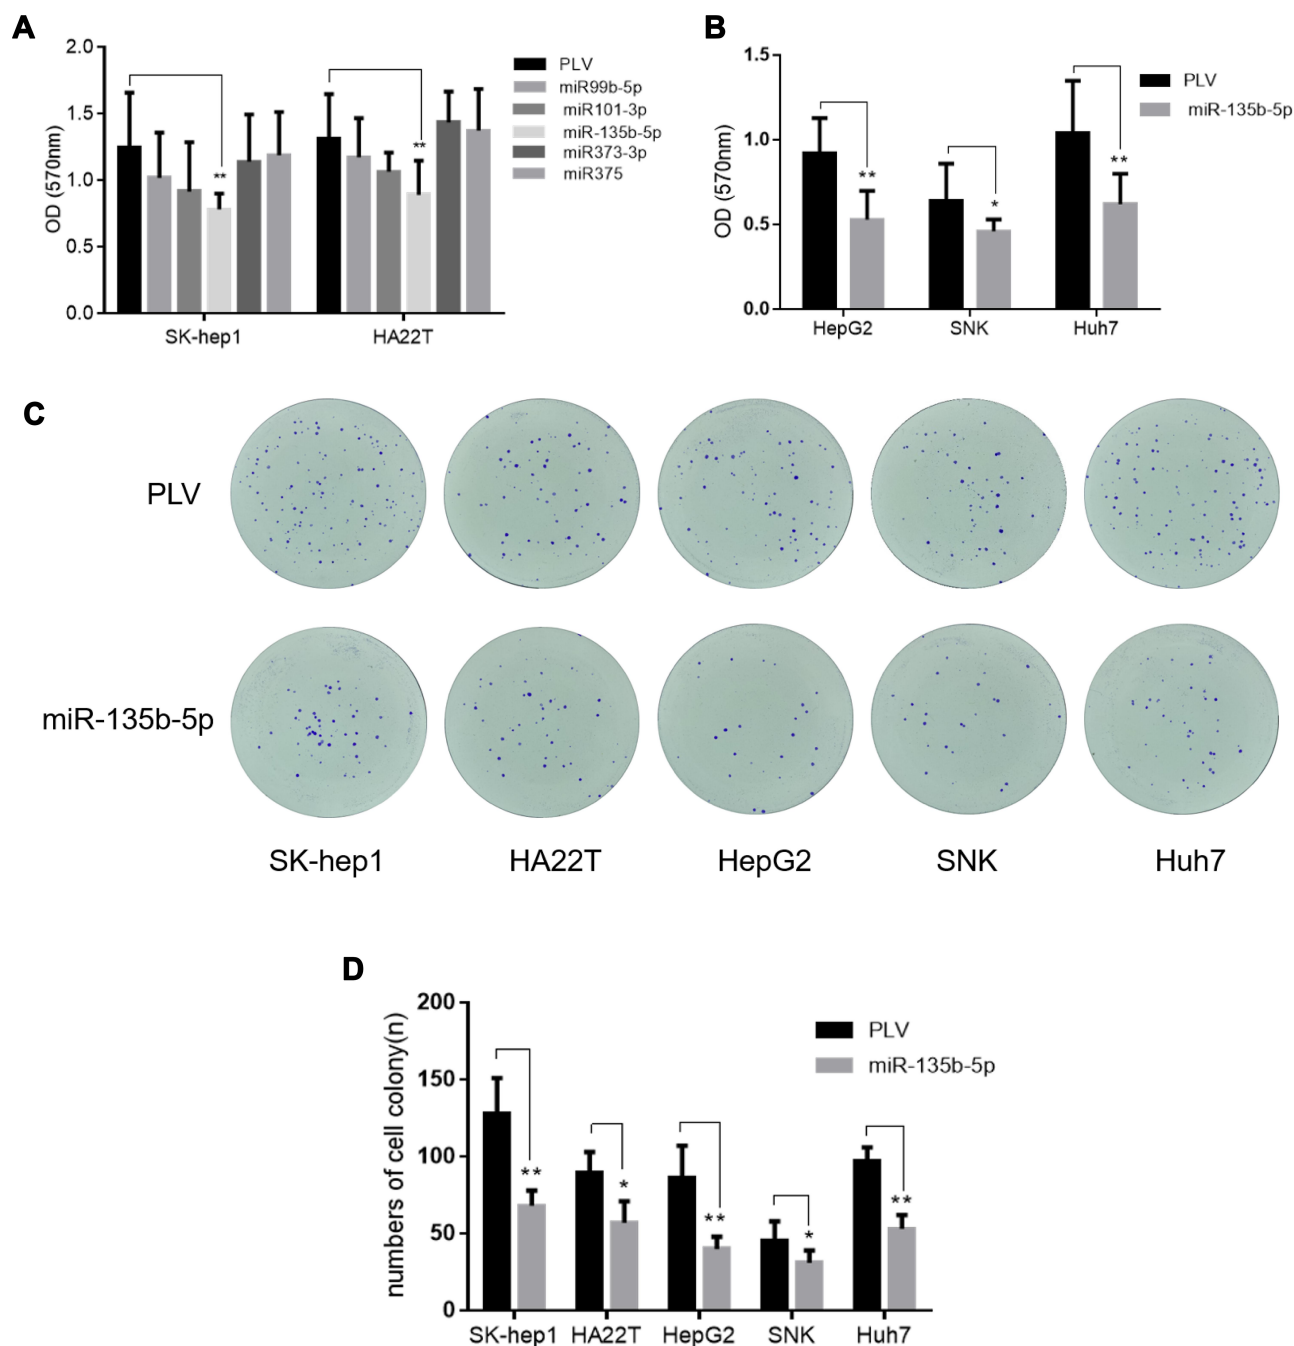 A
2.0
1.5
1.0
0.5
0.0
OD (570nm)
**
**
SK-hep1
HA22T
PLV
miR99b-5p
miR101-3p
miR-135b-5p
miR373-3p
miR375
B
1.5
1.0
0.5
0.0
OD (570nm)
**
*
**
HepG2
SNK
Huh7
PLV
miR-135b-5p
C
PLV
miR-135b-5p
SK-hep1
HA22T
HepG2
SNK
Huh7
D
200
150
100
50
0
numbers of cell colony(n)
**
*
**
*
**
SK-hep1
HA22T
HepG2
SNK
Huh7
PLV
miR-135b-5p